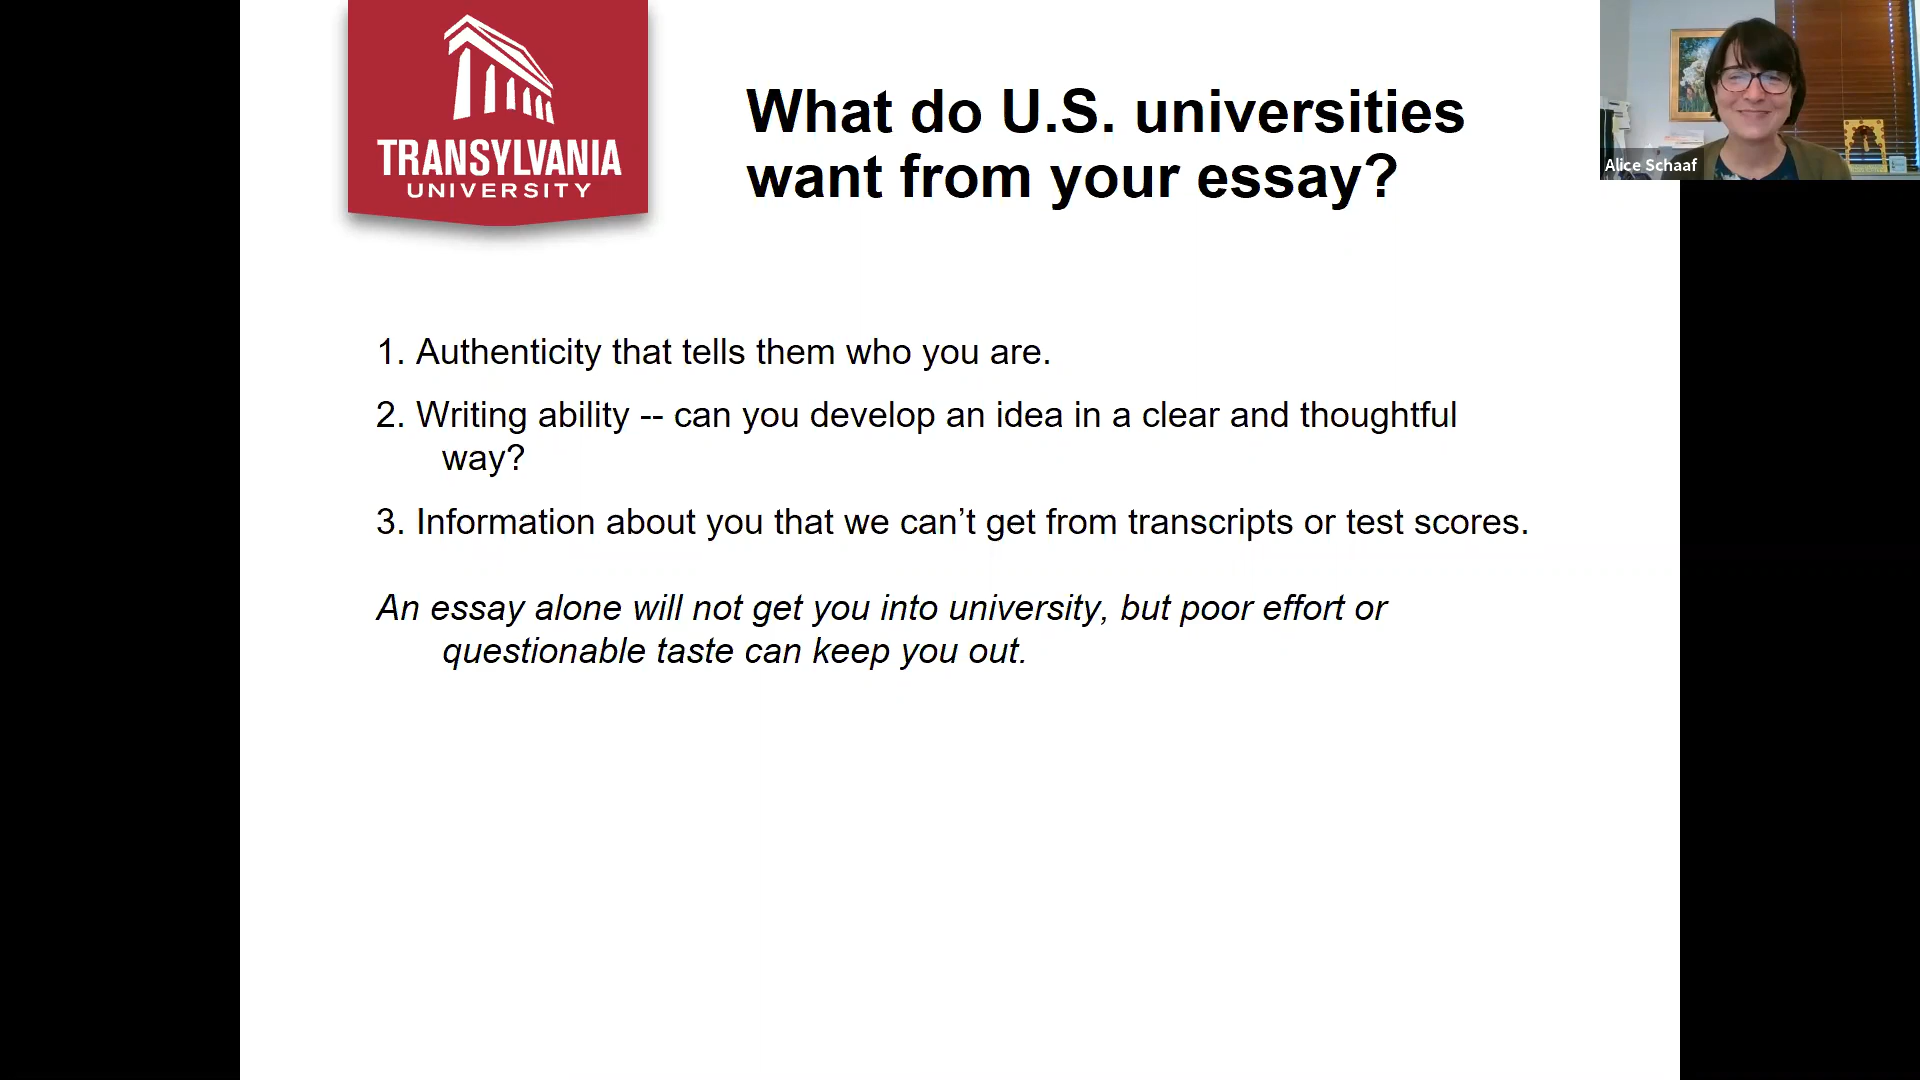 TRANSYLVANIA
UNIVERSITY
What do U.S. universities
want from your essay?
Alice Schaaf
1. Authenticity that tells them who you are.
2. Writing ability -- can you develop an idea in a clear and thoughtful
way?
3. Information about you that we can’t get from transcripts or test scores.
An essay alone will not get you into university, but poor effort or
questionable taste can keep you out.